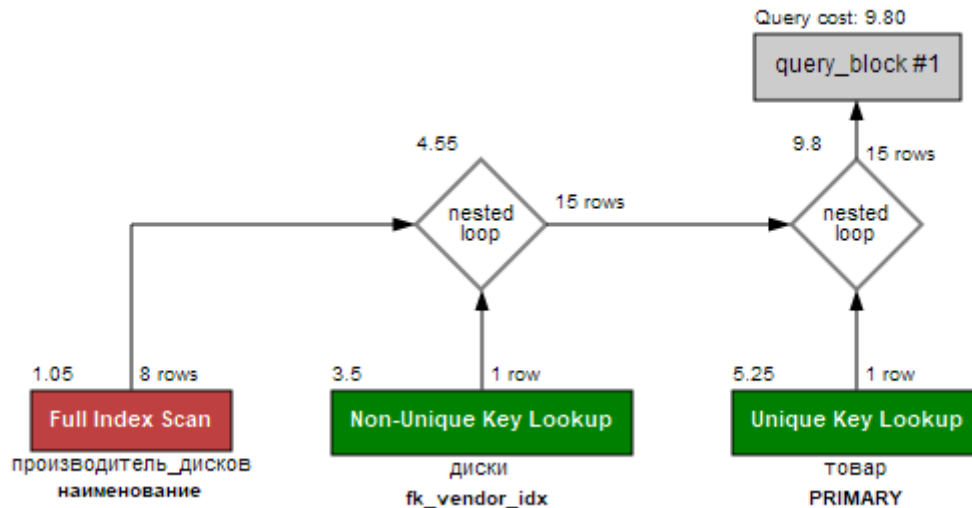 Query cost: 9.80
query_block #1
4.55
9.8
15 rows
nested
loop
15 rows
nested
loop
1.05
8 rows
3.5
1 row
5.25
1 row
Full Index Scan
Non-Unique Key Lookup
Unique Key Lookup
производитель_дисков
диски
товар
наименование
fk_vendor_idx
PRIMARY